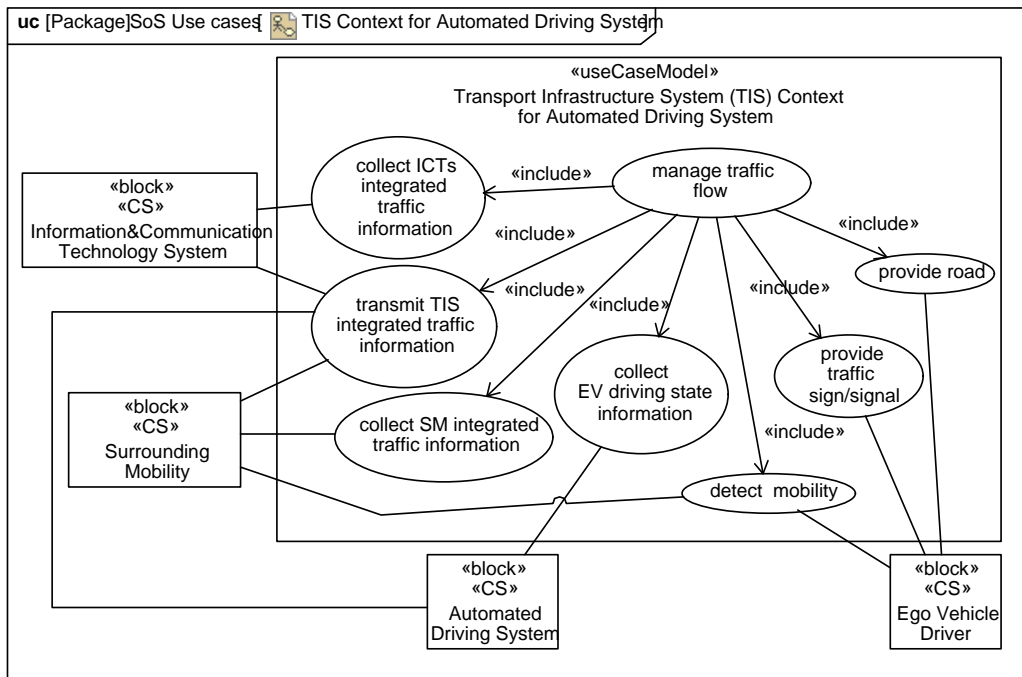 uc [Package]SoS Use cases[ TIS Context for Automated Driving System]
«useCaseModel»
Transport Infrastructure System (TIS) Context
for Automated Driving System
collect ICTs
integrated
traffic
information
«include»
manage traffic
flow
«block»
«CS»
Information&Communication
Technology System
«include»
«include»
provide road
transmit TIS
integrated traffic
information
«include»
«include»
«include»
provide
traffic
sign/signal
collect
EV driving state
information
«block»
«CS»
Surrounding
Mobility
collect SM integrated
traffic information
«include»
detect  mobility
«block»
«CS»
Automated
Driving System
«block»
«CS»
Ego Vehicle
Driver